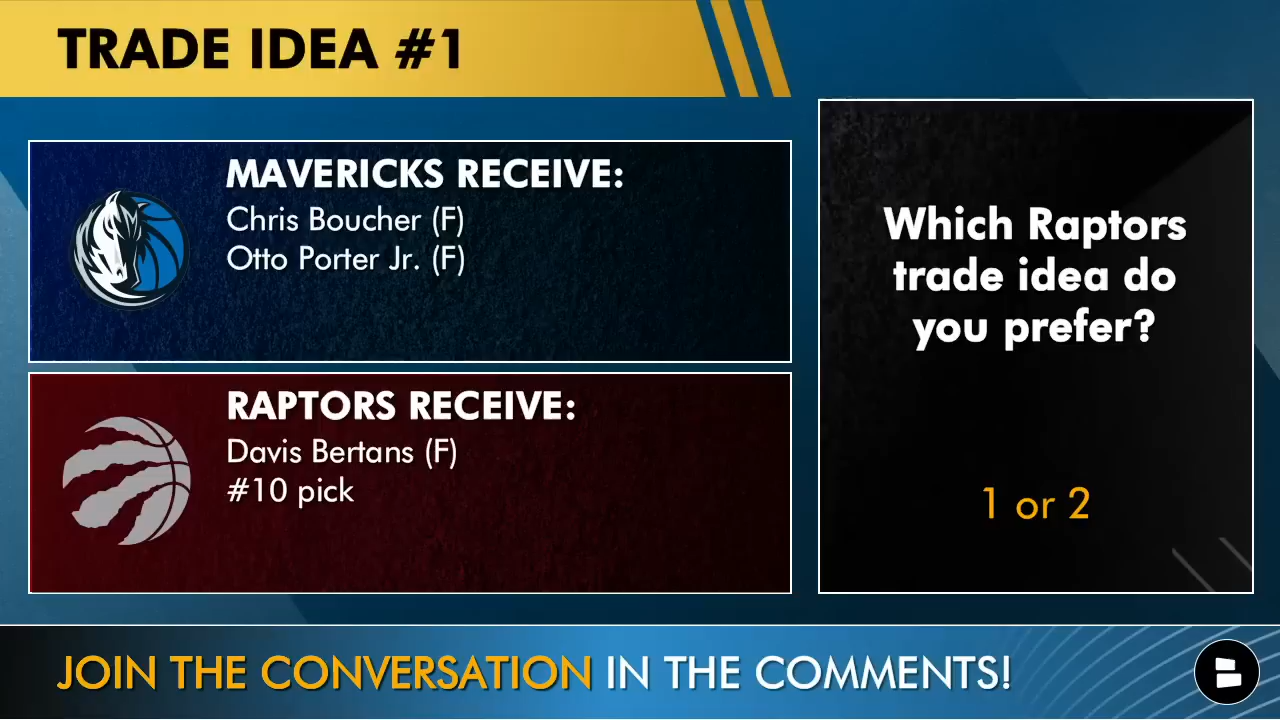 TRADE IDEA #1
MAVERICKS RECEIVE:
Chris Boucher (F)
Otto Porter Jr. (F)
RAPTORS RECEIVE:
Davis Bertans (F)
#10 pick
Which Raptors
trade idea do
you prefer?
1 or 2
JOIN THE CONVERSATION IN THE COMMENTS!